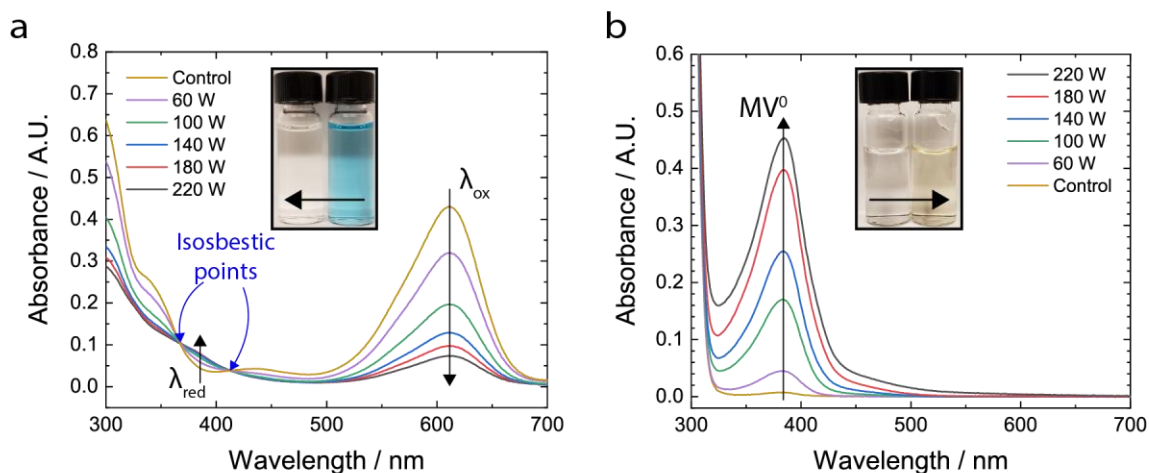 a
0.8
0.7
0.6
0.5
0.4
0.3
0.2
0.1
0.0
Absorbance / A.U.
Control
60 W
100 W
140 W
180 W
220 W
λox
Isosbestic
points
λred
300 400 500 600 700
Wavelength / nm
b
0.6
0.5
0.4
0.3
0.2
0.1
0.0
Absorbance / A.U.
MV⁰
220 W
180 W
140 W
100 W
60 W
Control
300 400 500 600 700
Wavelength / nm